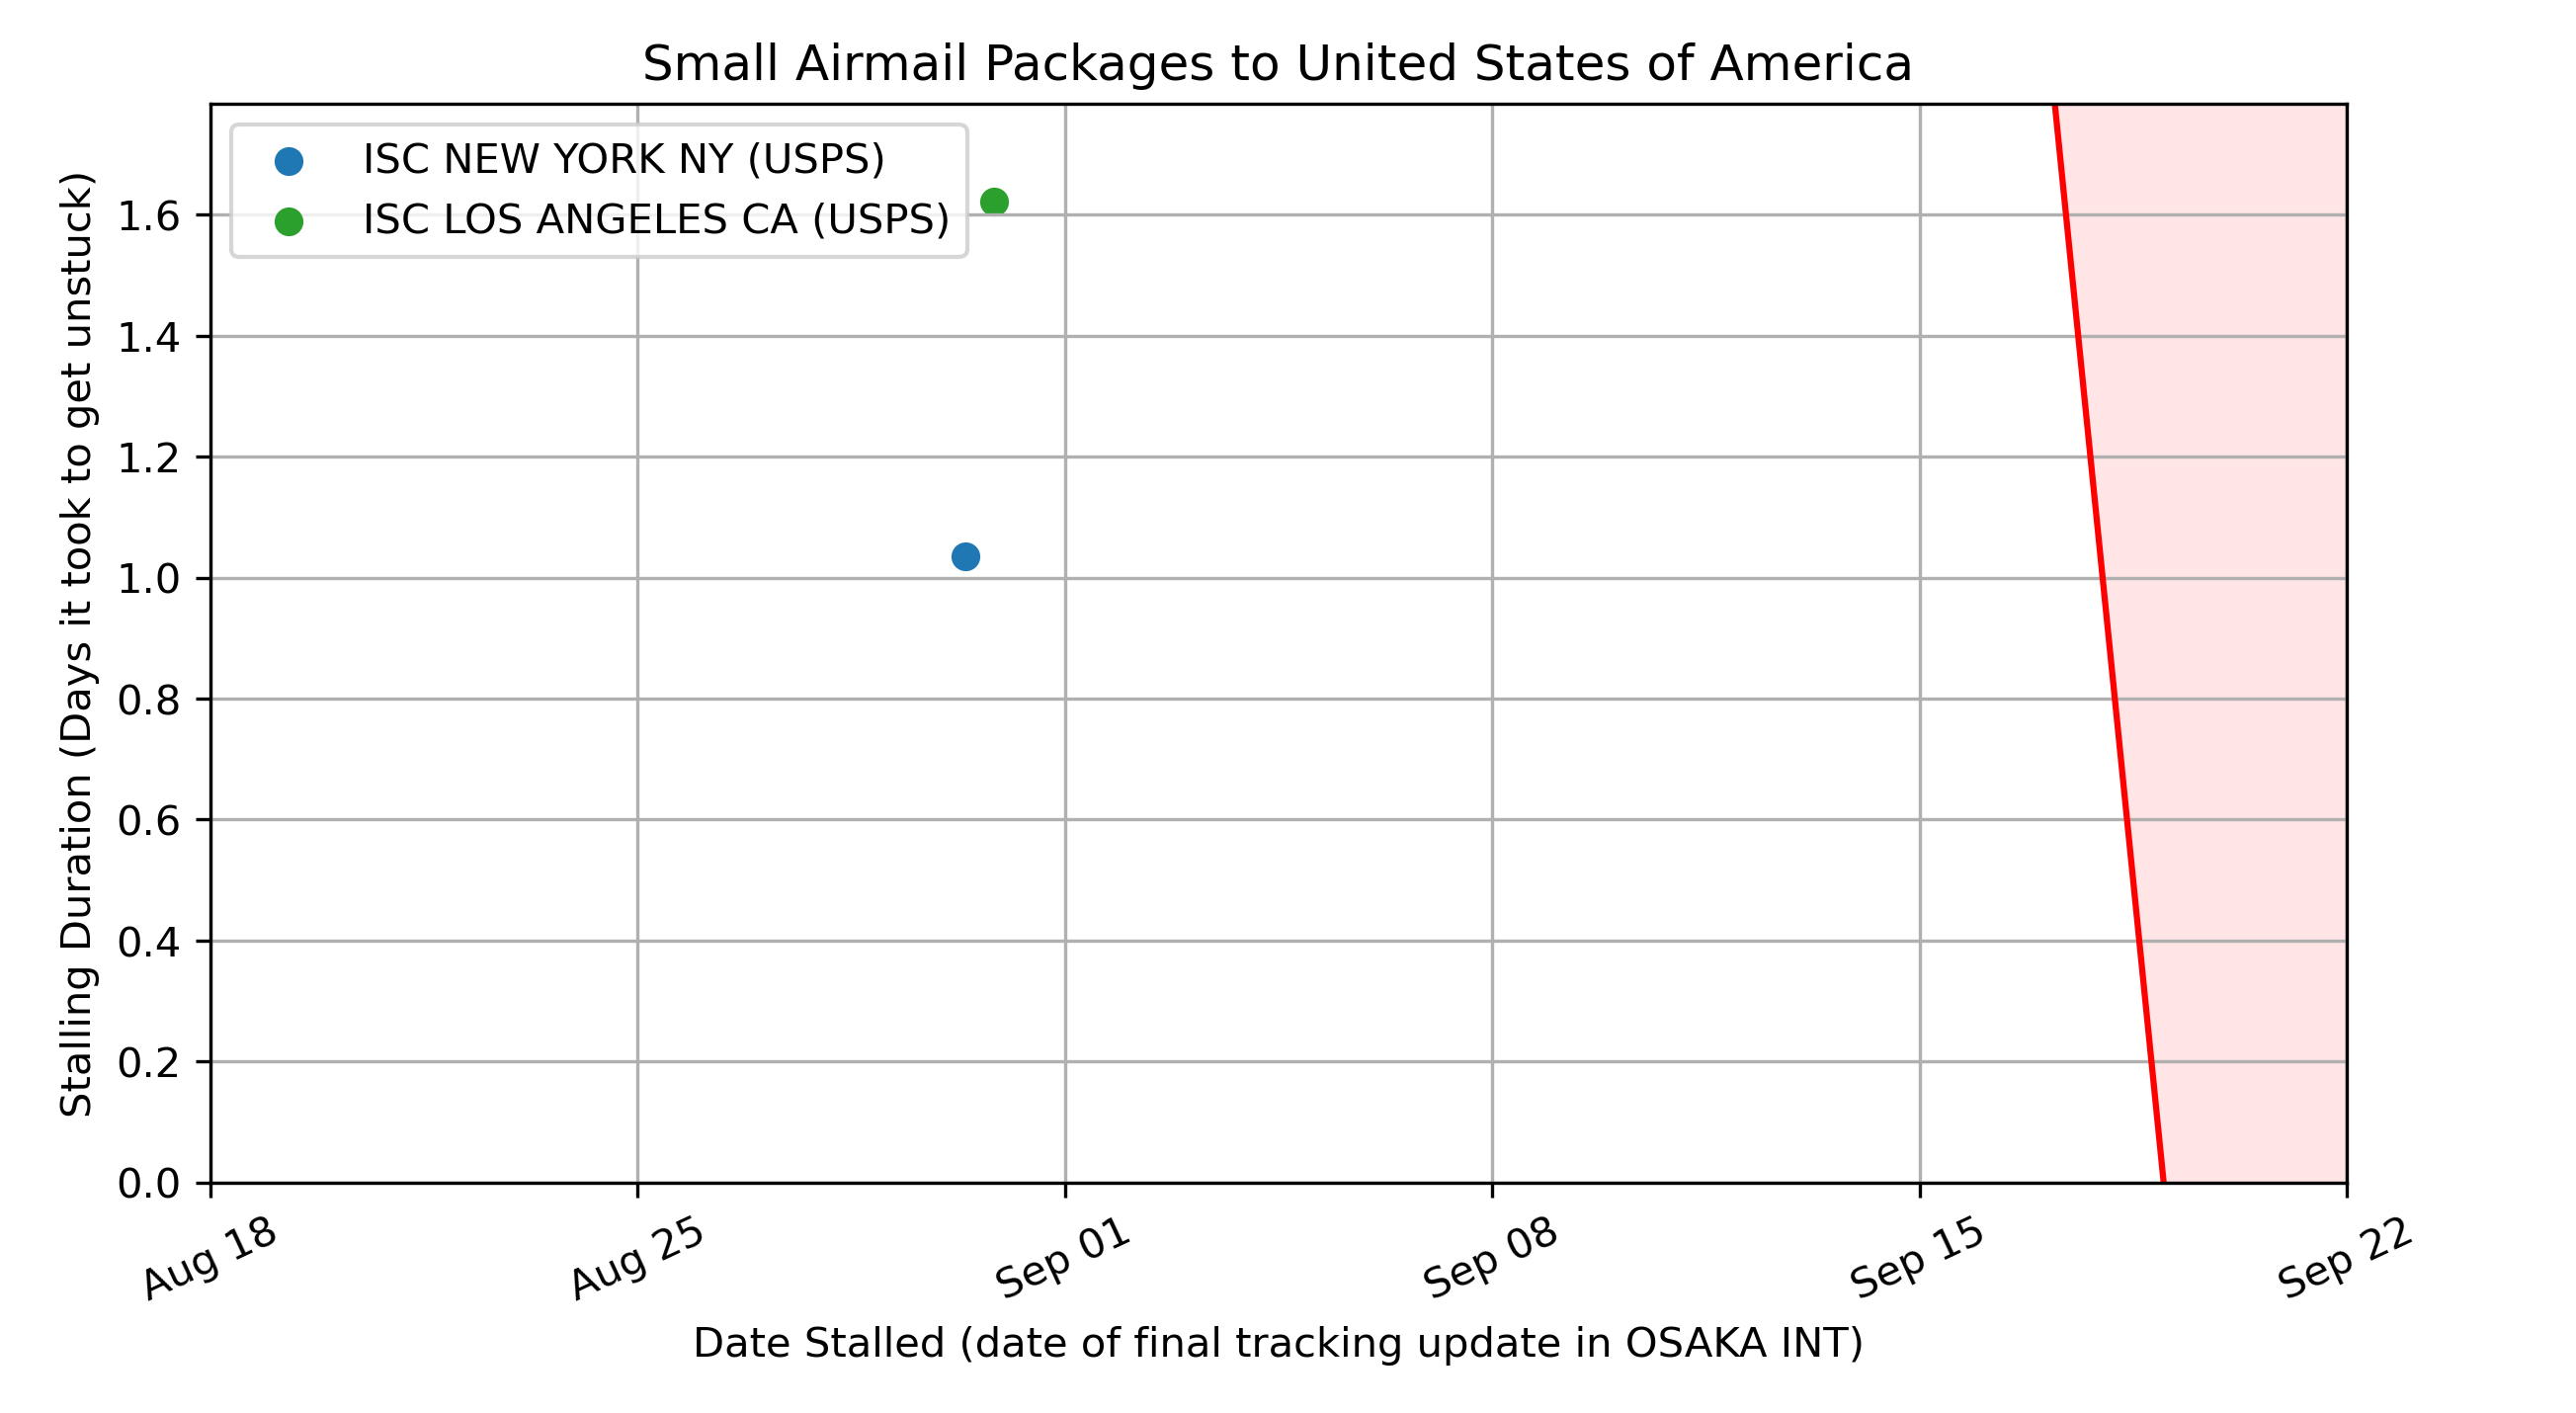 Small Airmail Packages to United States of America
ISC NEW YORK NY (USPS)
ISC LOS ANGELES CA (USPS)
Stalling Duration (Days it took to get unstuck)
1.6
1.4
1.2
1.0
0.8
0.6
0.4
0.2
0.0
Aug 18
Aug 25
Sep 01
Sep 08
Sep 15
Sep 22
Date Stalled (date of final tracking update in OSAKA INT)